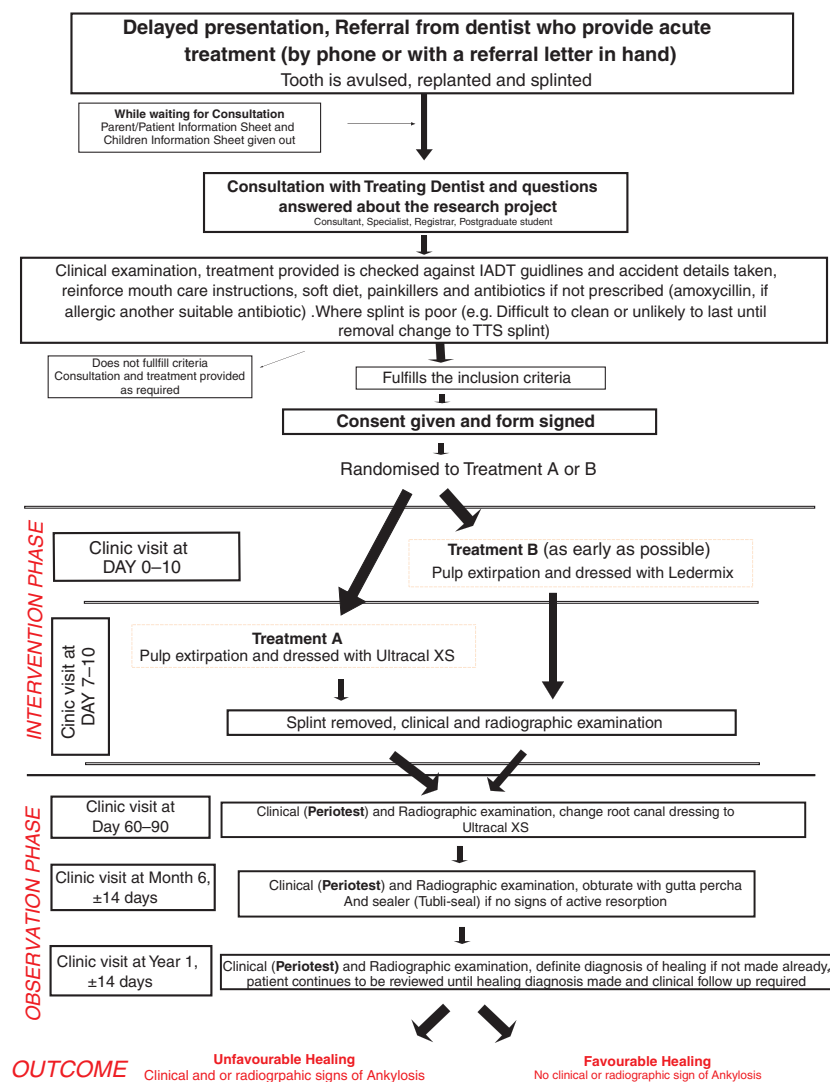 Delayed presentation, Referral from dentist who provide acute
treatment (by phone or with a referral letter in hand)
Tooth is avulsed, replanted and splinted
While waiting for Consultation
Parent/Patient Information Sheet and
Children Information Sheet given out
Consultation with Treating Dentist and questions
answered about the research project
Consultant, Specialist, Registrar, Postgraduate student
Clinical examination, treatment provided is checked against IADT guidlines and accident details taken,
reinforce mouth care instructions, soft diet, painkillers and antibiotics if not prescribed (amoxycillin, if
allergic another suitable antibiotic) .Where splint is poor (e.g. Difficult to clean or unlikely to last until
removal change to TTS splint)
Does not fullfill criteria
Consultation and treatment provided
as required
Fulfills the inclusion criteria
Consent given and form signed
Randomised to Treatment A or B
INTERVENTION PHASE
Clinic visit at
DAY 0–10
Treatment B (as early as possible)
Pulp extirpation and dressed with Ledermix
Cinic visit at
DAY 7–10
Treatment A
Pulp extirpation and dressed with Ultracal XS
Splint removed, clinical and radiographic examination
OBSERVATION PHASE
Clinic visit at
Day 60–90
Clinical (Periotest) and Radiographic examination, change root canal dressing to
Ultracal XS
Clinic visit at Month 6,
±14 days
Clinical (Periotest) and Radiographic examination, obturate with gutta percha
And sealer (Tubli-seal) if no signs of active resorption
Clinic visit at Year 1,
±14 days
Clinical (Periotest) and Radiographic examination, definite diagnosis of healing if not made already,
patient continues to be reviewed until healing diagnosis made and clinical follow up required
OUTCOME
Unfavourable Healing
Clinical and or radiogrpahic signs of Ankylosis
Favourable Healing
No clinical or radiographic sign of Ankylosis